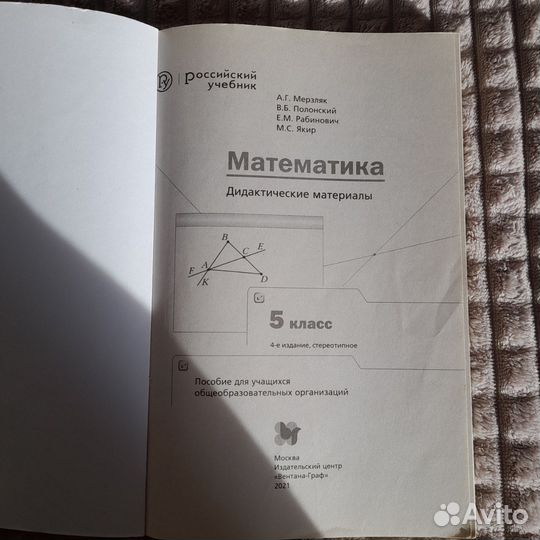 российский
учебник
А.Г. Мерзляк
В.Б. Полонский
Е.М. Рабинович
М.С. Якир
Математика
Дидактические материалы
B
C
E
F
A
K
D
5 класс
4-е издание, стереотипное
Пособие для учащихся
общеобразовательных организаций
Москва
Издательский центр
«Вентана-Граф»
2021
Avito